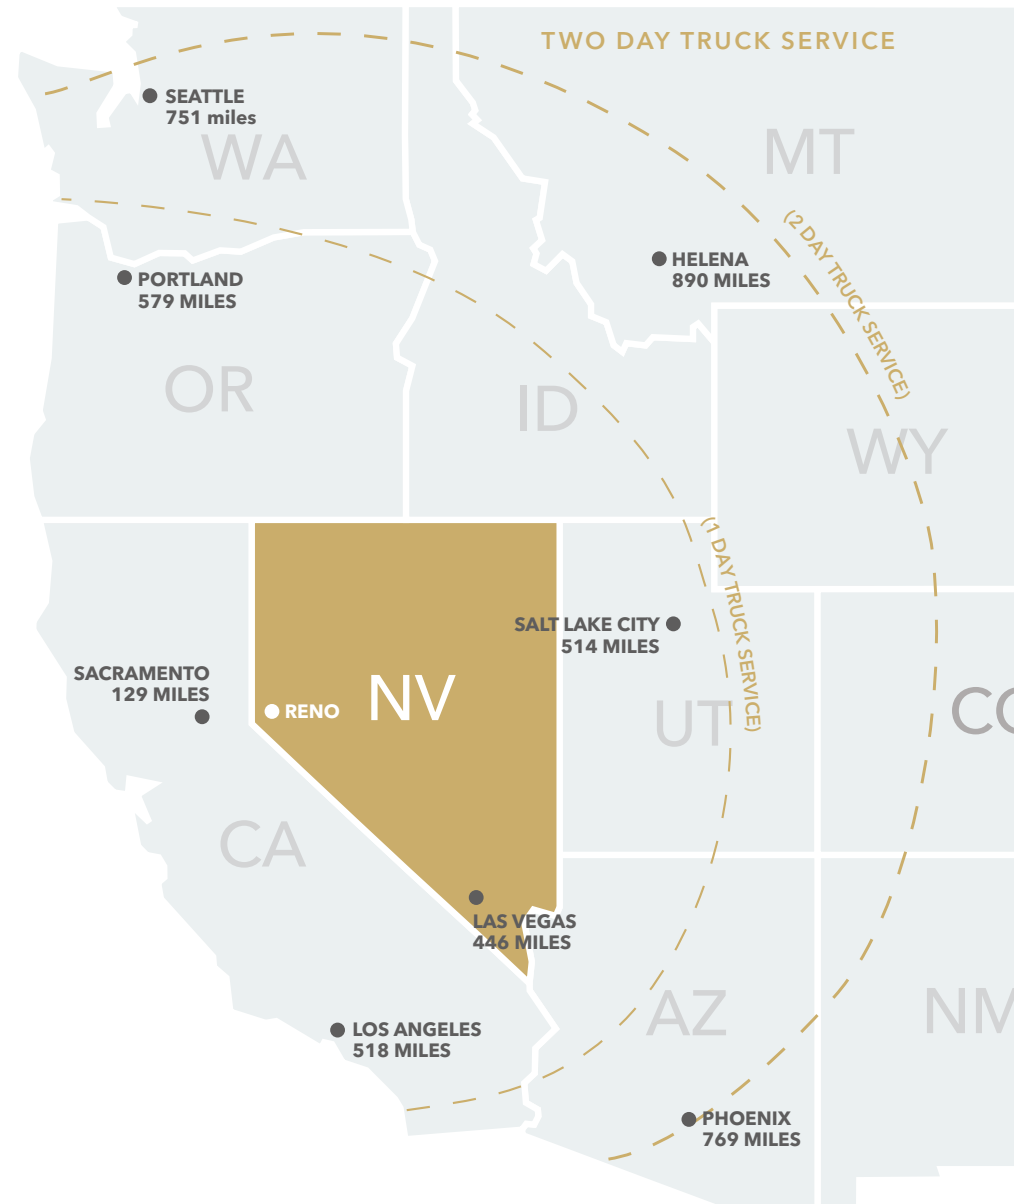 TWO DAY TRUCK SERVICE
SEATTLE
751 miles
WA
MT
(2 DAY TRUCK SERVICE)
HELENA
890 MILES
PORTLAND
579 MILES
OR
ID
WY
(1 DAY TRUCK SERVICE)
SALT LAKE CITY
514 MILES
SACRAMENTO
129 MILES
RENO
NV
UT
CO
CA
LAS VEGAS
446 MILES
LOS ANGELES
518 MILES
AZ
NM
PHOENIX
769 MILES